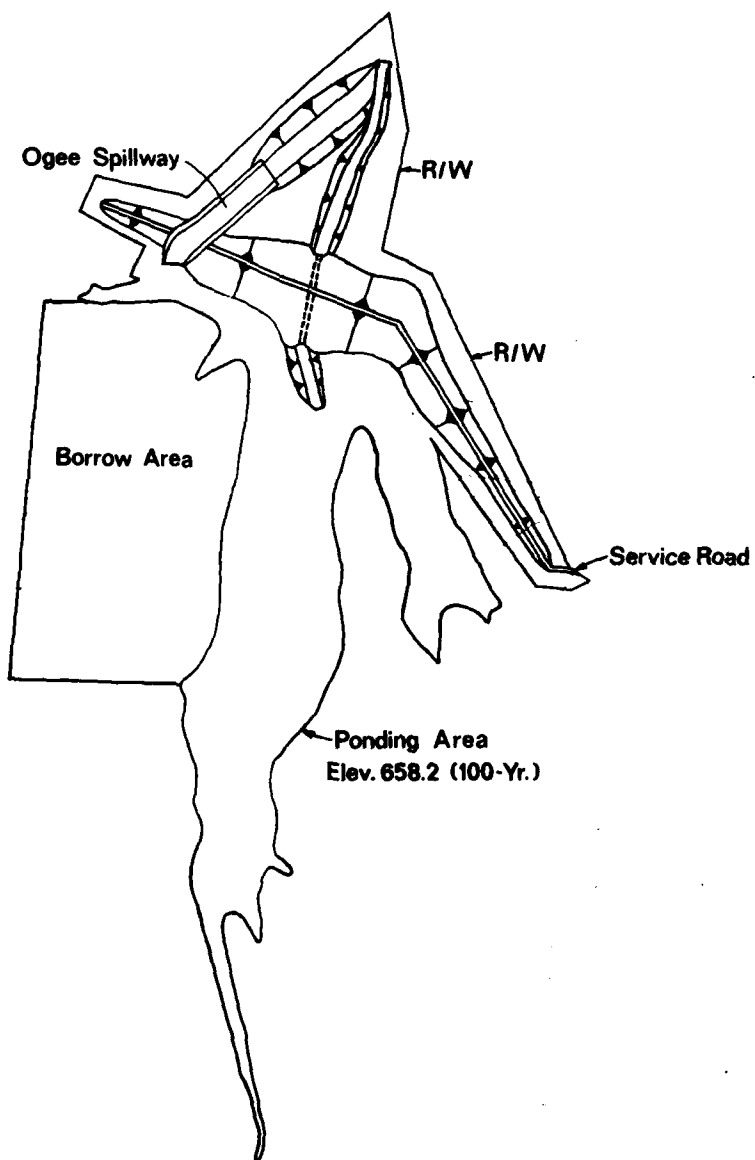 Ogee Spillway
R/W
R/W
Borrow Area
Service Road
Ponding Area
Elev. 658.2 (100-Yr.)